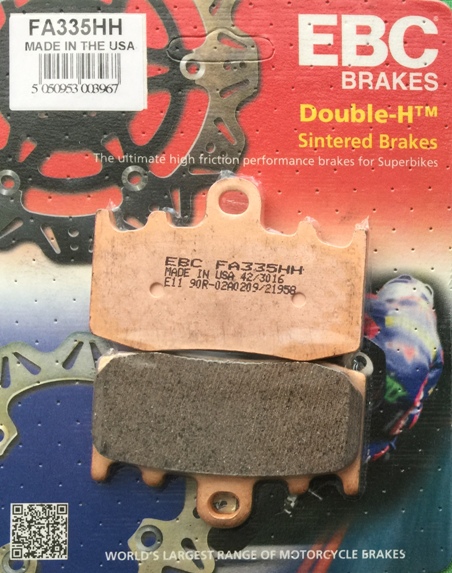 FA335HH
MADE IN THE USA
5 050953 003967
EBC
BRAKES
Double-H™
Sintered Brakes
The ultimate high friction performance brakes for Superbikes
EBC FA335HH
MADE IN USA 42/3016
E11 90R-02A0209/21958
WORLD'S LARGEST RANGE OF MOTORCYCLE BRAKES